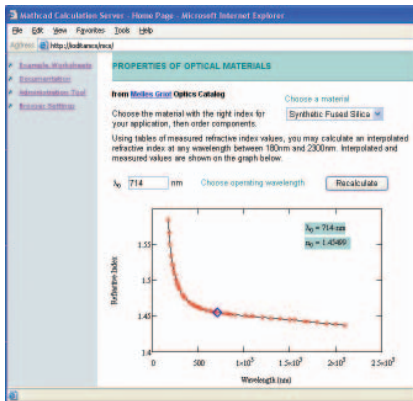 Mathcad Calculation Server - Home Page - Microsoft Internet Explorer
File Edit View Favorites Tools Help
Address http://loditancs/mcs/
Example Worksheets
Documentation
Administration Tool
Browser Settings
PROPERTIES OF OPTICAL MATERIALS
from Melles Griot Optics Catalog
Choose a material
Choose the material with the right index for
your application, then order components.
Synthetic Fused Silica
Using tables of measured refractive index values, you may calculate an interpolated
refractive index at any wavelength between 180nm and 2300nm. Interpolated and
measured values are shown on the graph below.
λ0 714 nm Choose operating wavelength Recalculate
λ0 = 714 nm
n0 = 1.45489
Refractive Index
1.55
1.5
1.45
1.4
0 500 1×10³ 1.5×10³ 2×10³ 2.5×10³
Wavelength (nm)